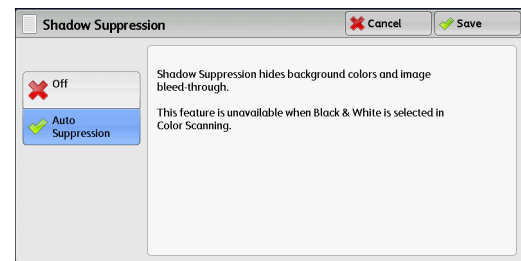 Shadow Suppression
Cancel
Save
Off
Auto
Suppression
Shadow Suppression hides background colors and image
bleed-through.
This feature is unavailable when Black & White is selected in
Color Scanning.